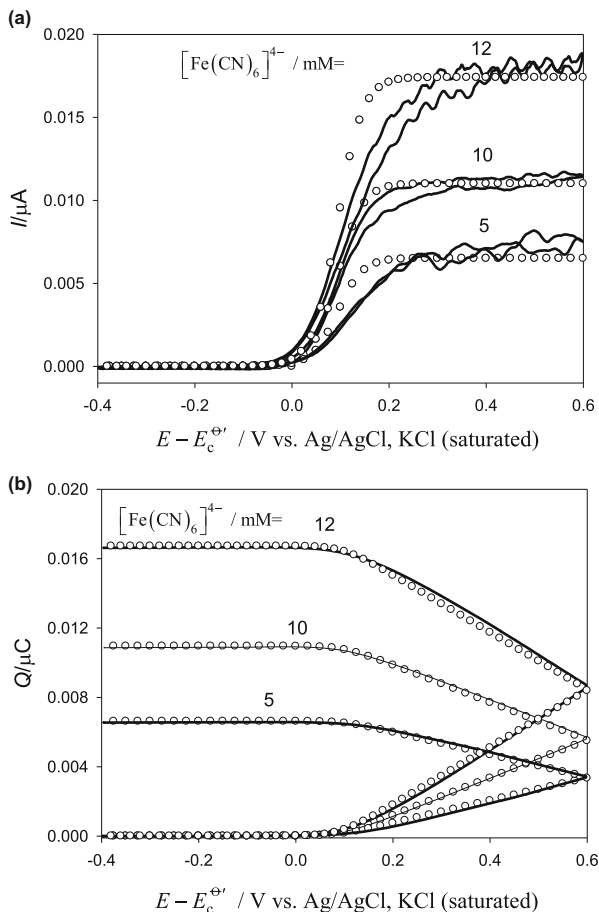 (a)
0.020
[Fe(CN)₆]⁴⁻ / mM=
12
0.015
I/μA
10
0.010
5
0.005
0.000
-0.4 -0.2 0.0 0.2 0.4 0.6
E − E_c^⊖′ / V vs. Ag/AgCl, KCl (saturated)
(b)
0.020
[Fe(CN)₆]⁴⁻ / mM=
12
0.016
Q/μC
0.012
10
0.008
5
0.004
0.000
-0.4 -0.2 0.0 0.2 0.4 0.6
E − E_c^⊖′ / V vs. Ag/AgCl, KCl (saturated)